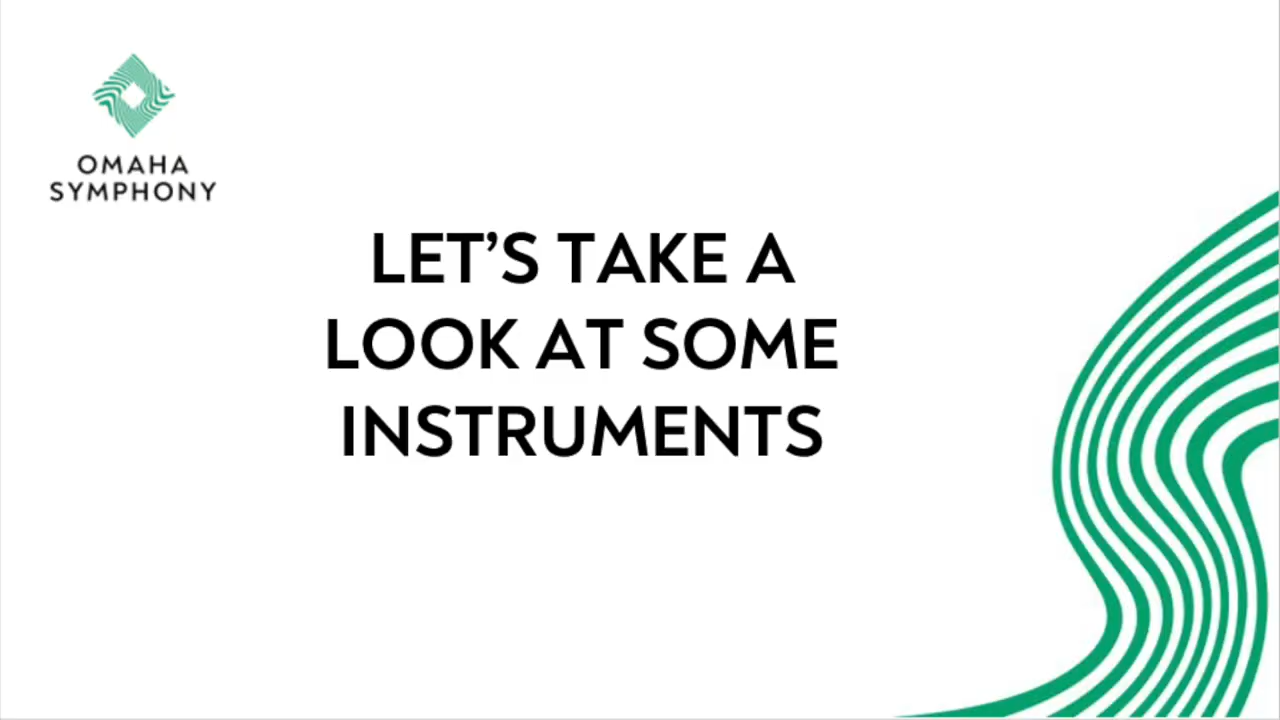 OMAHA
SYMPHONY
LET’S TAKE A
LOOK AT SOME
INSTRUMENTS